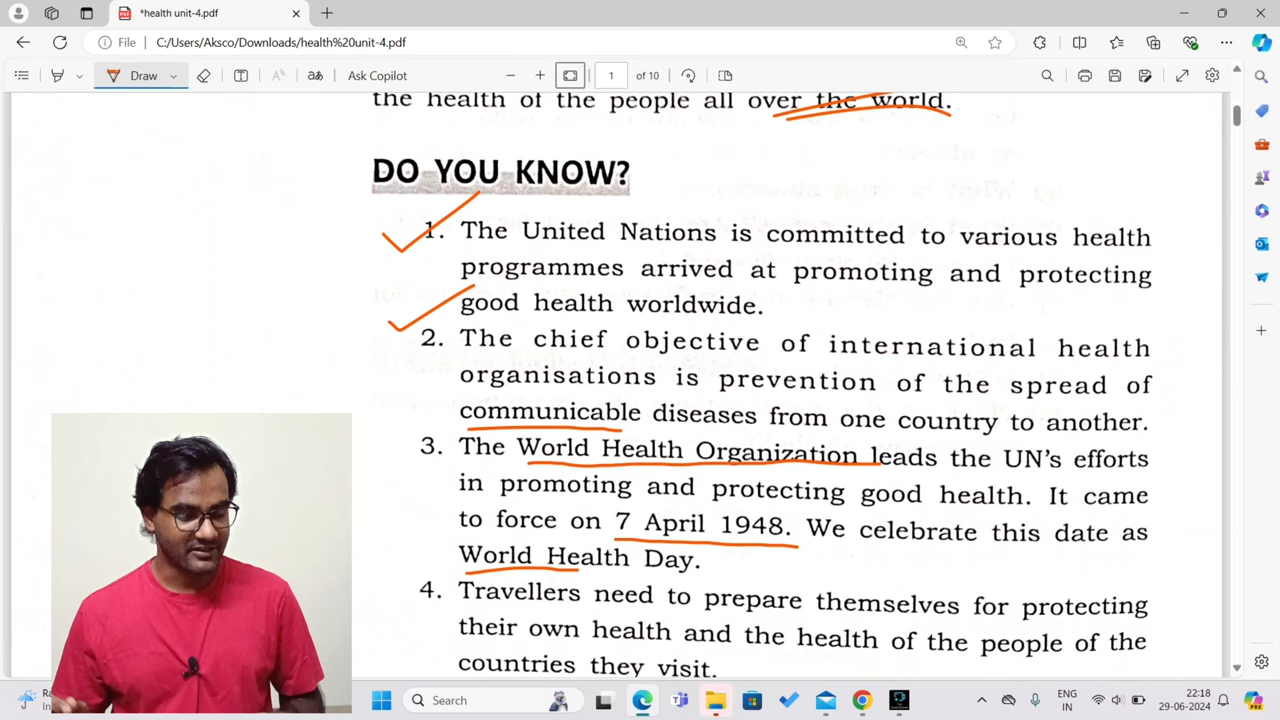 *health unit-4.pdf
File
C:/Users/Aksco/Downloads/health%20unit-4.pdf
Draw
Ask Copilot
1
of 10
the health of the people all over the world.
DO YOU KNOW?
1. The United Nations is committed to various health
programmes arrived at promoting and protecting
good health worldwide.
2. The chief objective of international health
organisations is prevention of the spread of
communicable diseases from one country to another.
3. The World Health Organization leads the UN's efforts
in promoting and protecting good health. It came
to force on 7 April 1948. We celebrate this date as
World Health Day.
4. Travellers need to prepare themselves for protecting
their own health and the health of the people of the
countries they visit.
Search
ENG
IN
22:18
29-06-2024